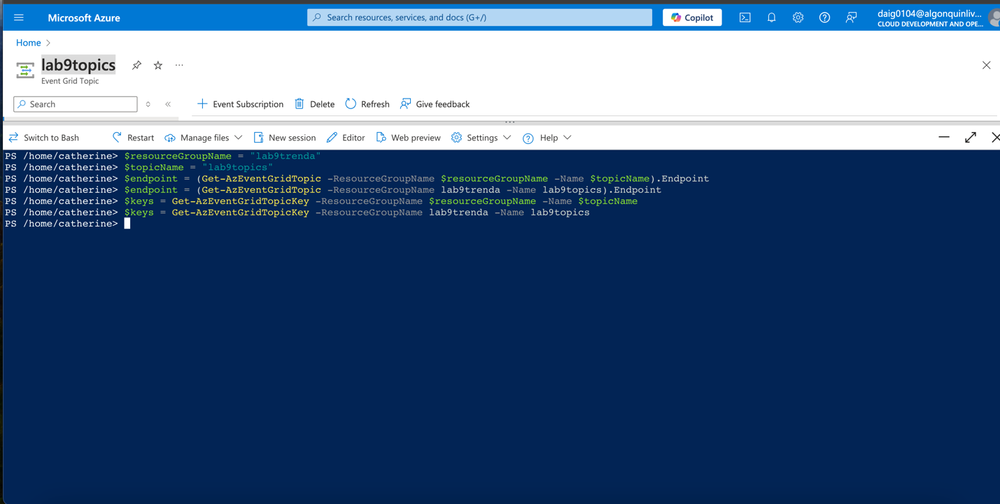 Microsoft Azure
Search resources, services, and docs (G+/)
Copilot
daig0104@algonquinliv...
CLOUD DEVELOPMENT AND OPE...
Home
lab9topics
...
Event Grid Topic
Search
Event Subscription
Delete
Refresh
Give feedback
Switch to Bash
Restart
Manage files
New session
Editor
Web preview
Settings
Help
PS /home/catherine> $resourceGroupName = "lab9trenda"
PS /home/catherine> $topicName = "lab9topics"
PS /home/catherine> $endpoint = (Get-AzEventGridTopic -ResourceGroupName $resourceGroupName -Name $topicName).Endpoint
PS /home/catherine> $endpoint = (Get-AzEventGridTopic -ResourceGroupName lab9trenda -Name lab9topics).Endpoint
PS /home/catherine> $keys = Get-AzEventGridTopicKey -ResourceGroupName $resourceGroupName -Name $topicName
PS /home/catherine> $keys = Get-AzEventGridTopicKey -ResourceGroupName lab9trenda -Name lab9topics
PS /home/catherine>